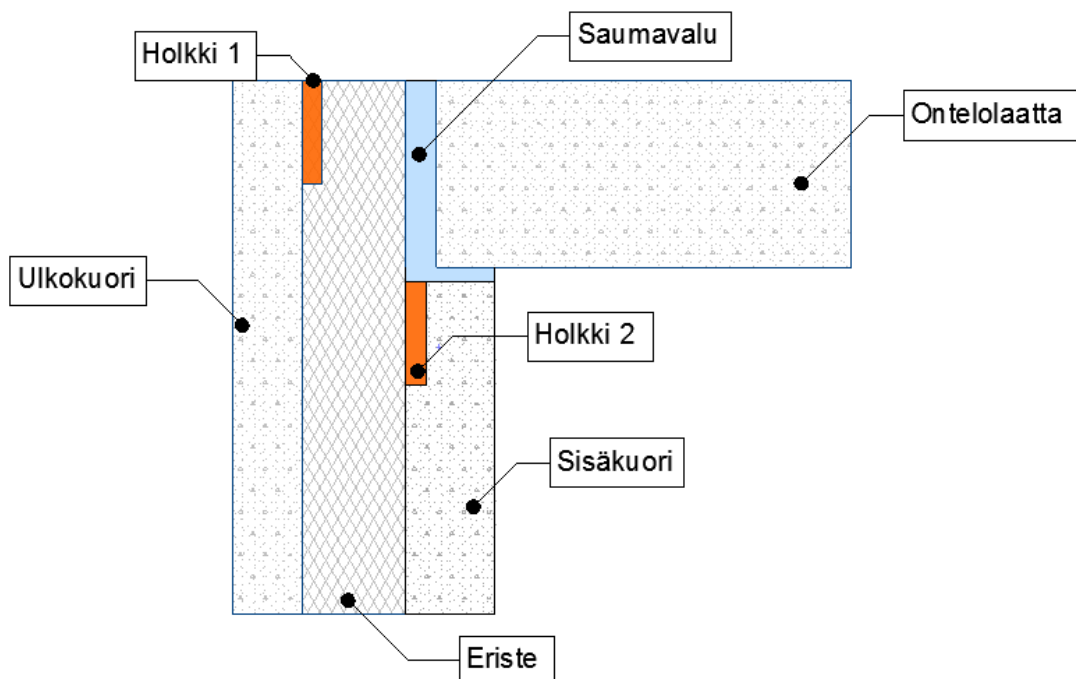 Saumavalu
Holkki 1
Ontelolaatta
Ulkokuori
Holkki 2
Sisäkuori
Eriste